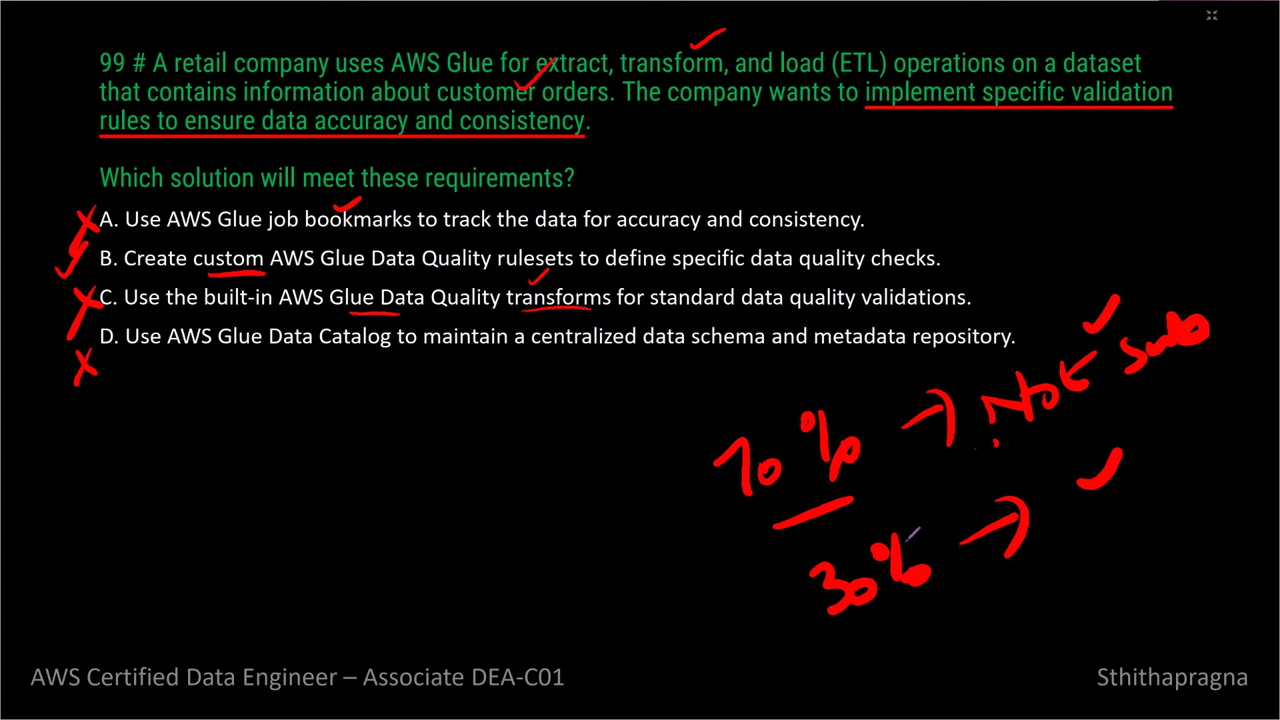 99 # A retail company uses AWS Glue for extract, transform, and load (ETL) operations on a dataset
that contains information about customer orders. The company wants to implement specific validation
rules to ensure data accuracy and consistency.
Which solution will meet these requirements?
A. Use AWS Glue job bookmarks to track the data for accuracy and consistency.
B. Create custom AWS Glue Data Quality rulesets to define specific data quality checks.
C. Use the built-in AWS Glue Data Quality transforms for standard data quality validations.
D. Use AWS Glue Data Catalog to maintain a centralized data schema and metadata repository.
70% → Not
30% →
AWS Certified Data Engineer – Associate DEA-C01
Sthithapragna